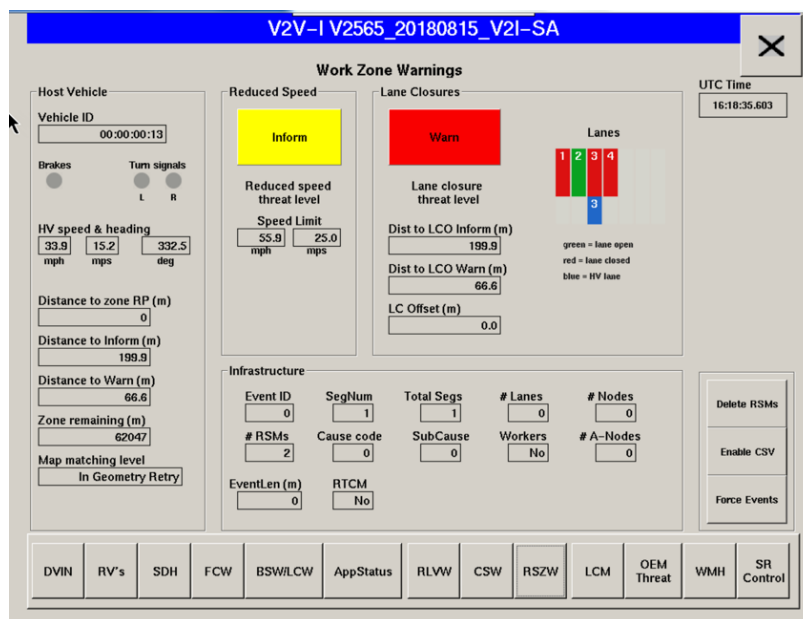 V2V-I V2565_20180815_V2I-SA
Work Zone Warnings
Host Vehicle
Vehicle ID
00:00:00:13
Brakes
Turn signals
L R
HV speed & heading
33.9 15.2 332.5
mph mps deg
Distance to zone RP (m)
0
Distance to Inform (m)
199.9
Distance to Warn (m)
66.6
Zone remaining (m)
62047
Map matching level
In Geometry Retry
Reduced Speed
Inform
Reduced speed
threat level
Speed Limit
55.9 25.0
mph mps
Lane Closures
Warn
Lane closure
threat level
Dist to LCO Inform (m)
199.9
Dist to LCO Warn (m)
66.6
LC Offset (m)
0.0
Lanes
1 2 3 4
3
green = lane open
red = lane closed
blue = HV lane
UTC Time
16:18:35.603
Infrastructure
Event ID SegNum Total Segs # Lanes # Nodes
0 1 1 0 0
# RSMs Cause code SubCause Workers # A-Nodes
2 0 0 No 0
EventLen (m) RTCM
0 No
Delete RSMs
Enable CSV
Force Events
DVIN RV's SDH FCW BSW/LCW AppStatus RLVW CSW RSZW LCM OEM Threat WMH SR Control